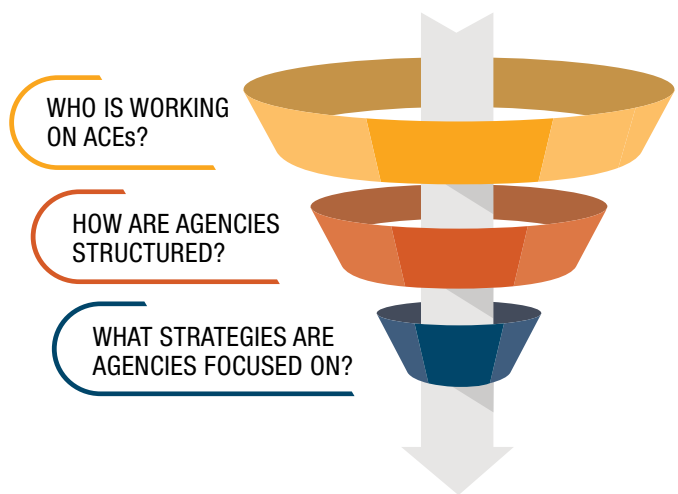 WHO IS WORKING
ON ACEs?
HOW ARE AGENCIES
STRUCTURED?
WHAT STRATEGIES ARE
AGENCIES FOCUSED ON?